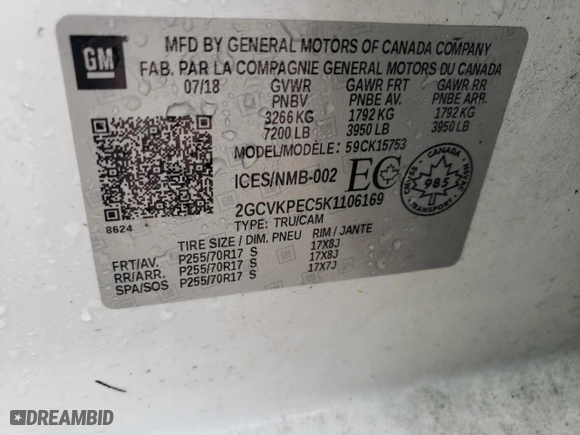 GM
MFD BY GENERAL MOTORS OF CANADA COMPANY
FAB. PAR LA COMPAGNIE GENERAL MOTORS DU CANADA
07/18 GVWR GAWR FRT GAWR RR
PNBV PNBE AV. PNBE ARR.
3266 KG 1792 KG 1792 KG
7200 LB 3950 LB 3950 LB
MODEL/MODÈLE: 59CK15753
ICES/NMB-002 EC
CANADA
985
TRANSPORT
2GCVKPEC5K1106169
8624
TYPE: TRU/CAM
TIRE SIZE / DIM. PNEU RIM / JANTE
FRT/AV. P255/70R17 S 17X8J
RR/ARR. P255/70R17 S 17X8J
SPA/SOS P255/70R17 S 17X7J
DREAMBID